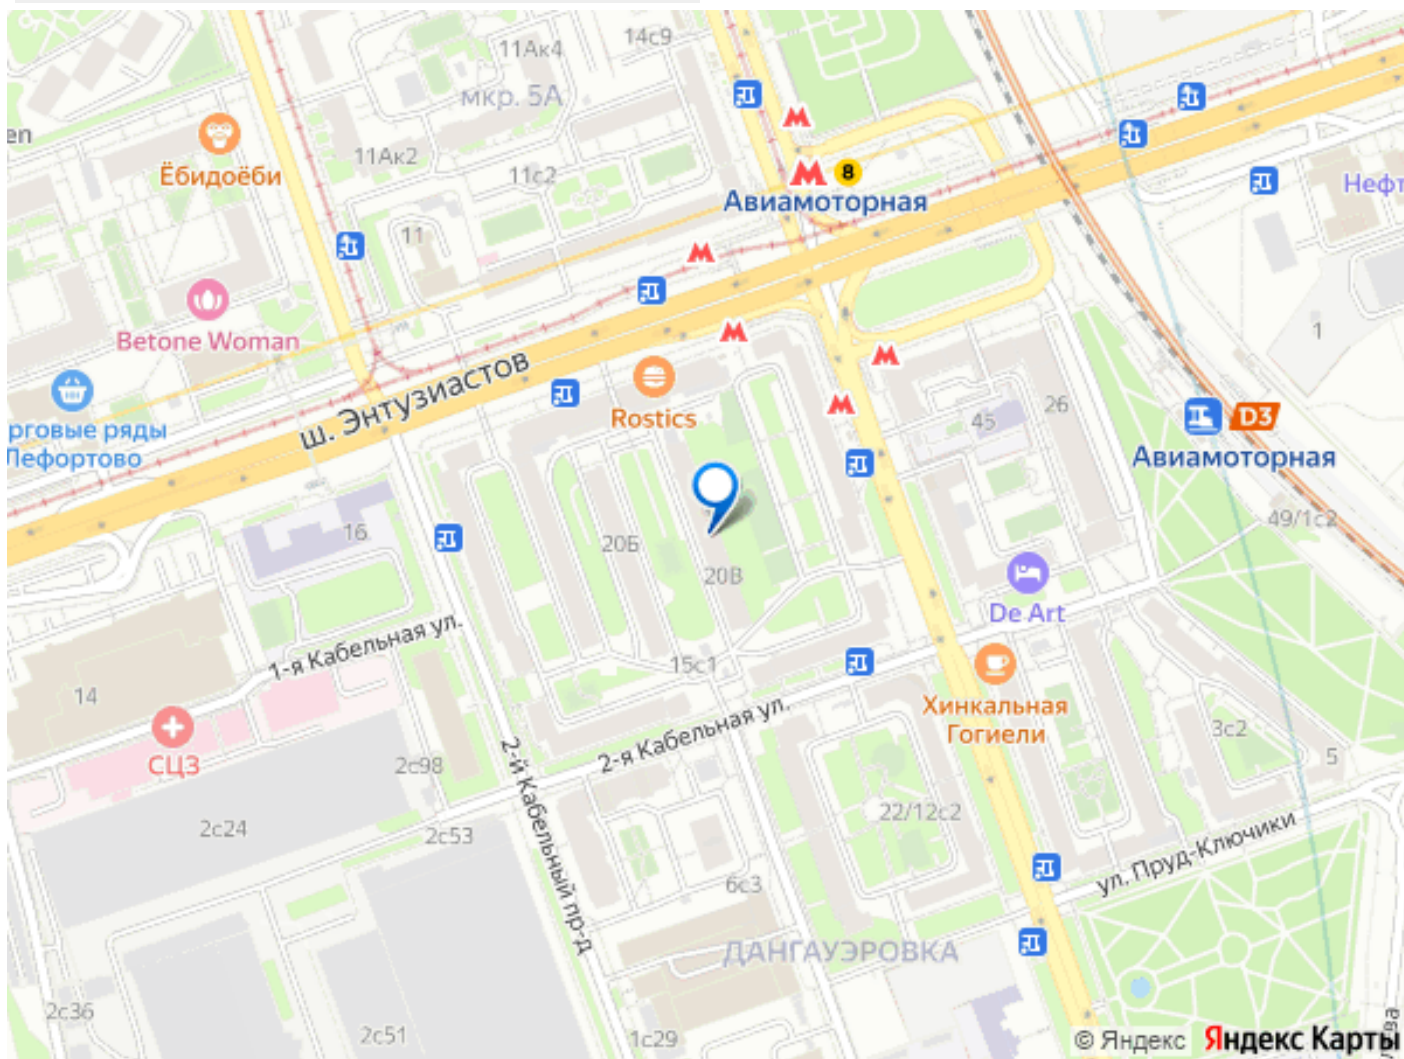 14с9
11Ак4
мкр. 5А
en
Ёбидоёби
11Ак2
11с2
8
Авиамоторная
Нефт
11
Betone Woman
1
ш. Энтузиастов
Rostics
26
45
D3
Авиамоторная
рговые ряды
Лефортово
49/1с2
16
20Б
20В
De Art
1-я Кабельная ул.
15с1
14
Хинкальная
Гогиели
2-я Кабельная ул.
3с2
5
СЦЗ
2с98
2-й Кабельный пр-д
22/12с2
2с24
2с53
ул. Пруд-Ключики
6с3
ДАНГАУЭРОВКА
2с36
2с51
1с29
© Яндекс
Яндекс Карты